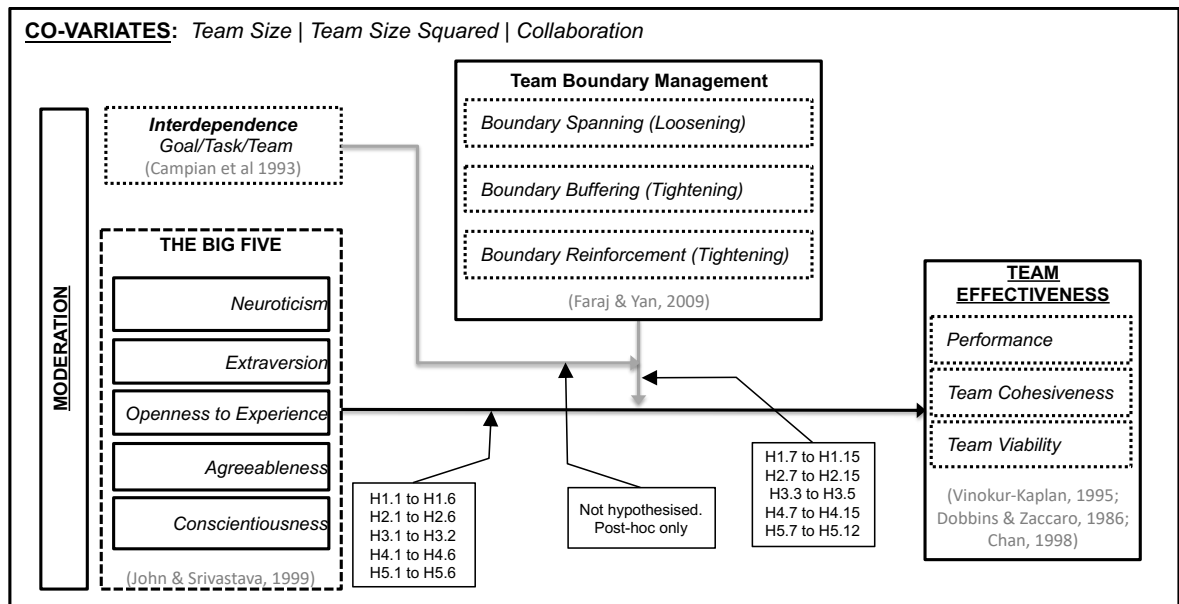 CO-VARIATES: Team Size | Team Size Squared | Collaboration
MODERATION
Interdependence
Goal/Task/Team
(Campian et al 1993)
THE BIG FIVE
Neuroticism
Extraversion
Openness to Experience
Agreeableness
Conscientiousness
(John & Srivastava, 1999)
Team Boundary Management
Boundary Spanning (Loosening)
Boundary Buffering (Tightening)
Boundary Reinforcement (Tightening)
(Faraj & Yan, 2009)
H1.1 to H1.6
H2.1 to H2.6
H3.1 to H3.2
H4.1 to H4.6
H5.1 to H5.6
Not hypothesised.
Post-hoc only
H1.7 to H1.15
H2.7 to H2.15
H3.3 to H3.5
H4.7 to H4.15
H5.7 to H5.12
TEAM
EFFECTIVENESS
Performance
Team Cohesiveness
Team Viability
(Vinokur-Kaplan, 1995;
Dobbins & Zaccaro, 1986;
Chan, 1998)